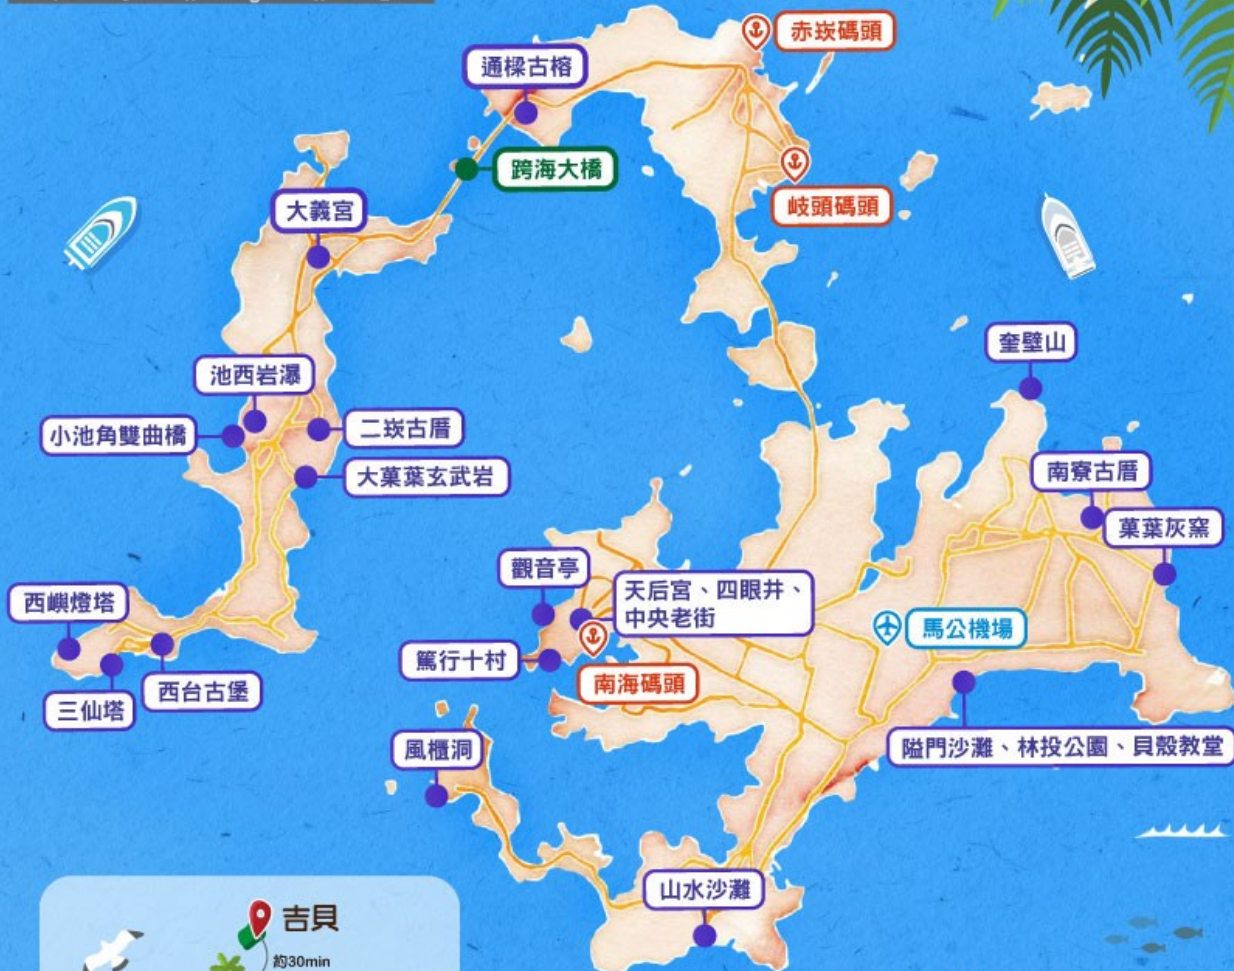 赤崁碼頭
通樑古榕
跨海大橋
岐頭碼頭
大義宮
奎壁山
池西岩瀑
小池角雙曲橋
二崁古厝
大菓葉玄武岩
南寮古厝
菓葉灰窯
觀音亭
天后宮、四眼井、
中央老街
西嶼燈塔
馬公機場
篤行十村
南海碼頭
西台古堡
三仙塔
風櫃洞
隘門沙灘、林投公園、貝殼教堂
山水沙灘
吉貝
約30min